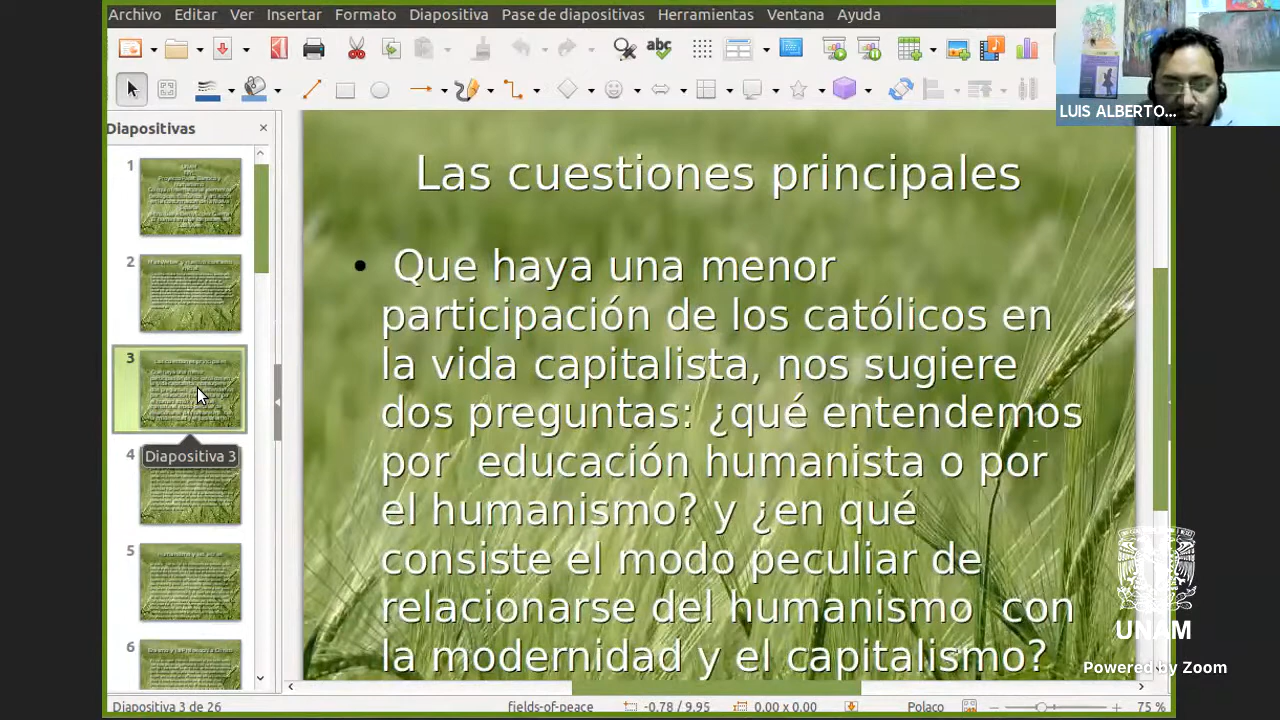 Archivo Editar Ver Insertar Formato Diapositiva Pase de diapositivas Herramientas Ventana Ayuda
abc
LUIS ALBERTO...
Diapositivas
1
2
3
Las cuestiones principales
Diapositiva 3
4
5
6
Las cuestiones principales
• Que haya una menor
participación de los católicos en
la vida capitalista, nos sugiere
dos preguntas: ¿qué entendemos
por educación humanista o por
el humanismo? y ¿en qué
consiste el modo peculiar de
relacionarse del humanismo con
la modernidad y el capitalismo?
UNAM
Powered by Zoom
Diapositiva 3 de 26 fields-of-peace -0.78 / 9.95 0.00 x 0.00 Polaco 75 %